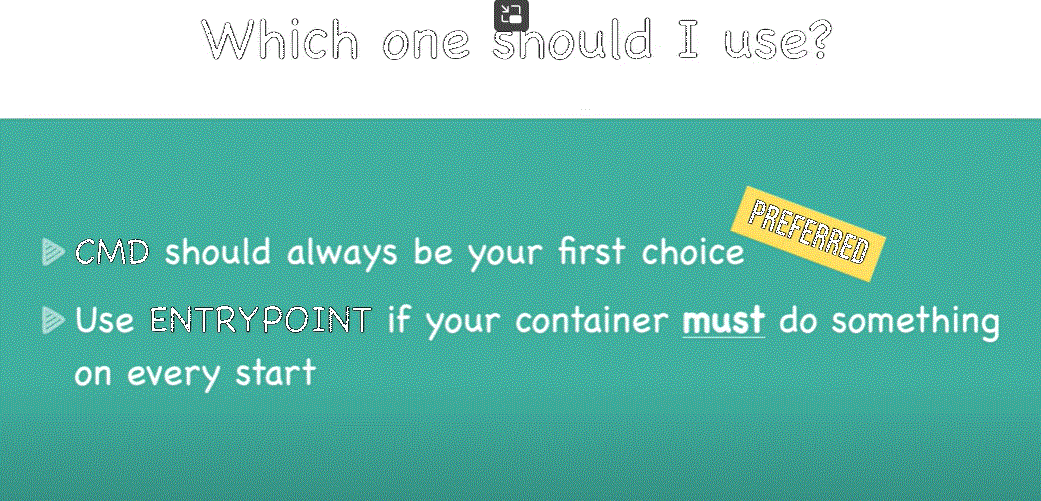 Which one should I use?
PREFERRED
CMD should always be your first choice
Use ENTRYPOINT if your container must do something
on every start